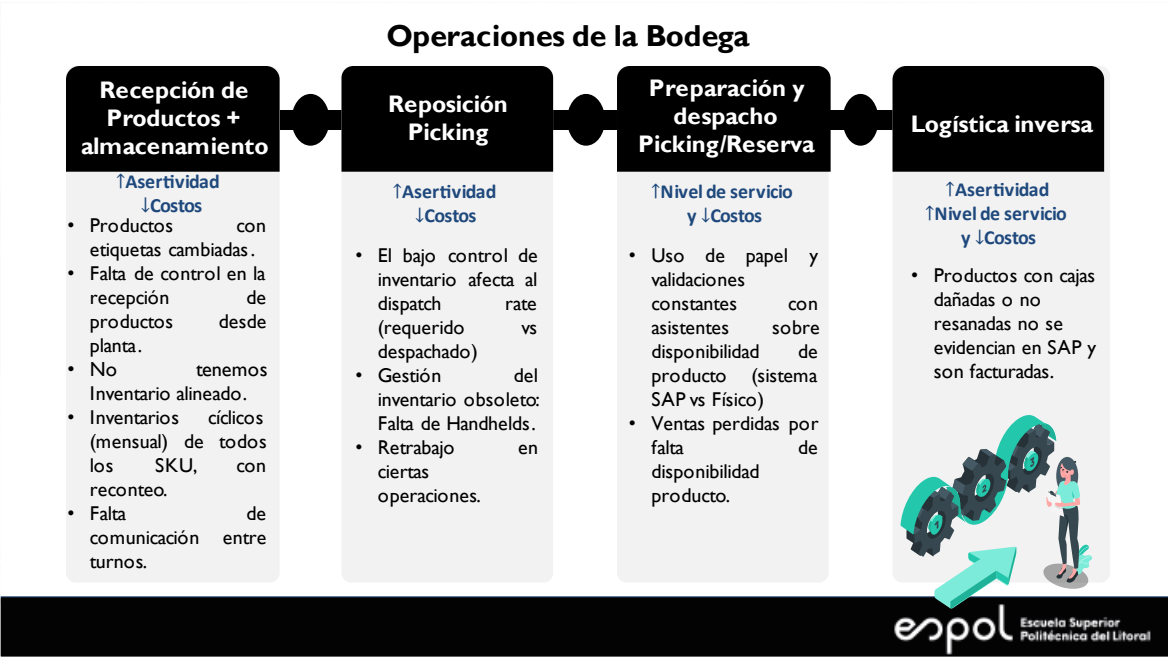 Operaciones de la Bodega
Recepción de
Productos +
almacenamiento
↑Asertividad
↓Costos
• Productos con
etiquetas cambiadas.
• Falta de control en la
recepción de
productos desde
planta.
• No tenemos
Inventario alineado.
• Inventarios cíclicos
(mensual) de todos
los SKU, con
reconteo.
• Falta de
comunicación entre
turnos.
Reposición
Picking
↑Asertividad
↓Costos
• El bajo control de
inventario afecta al
dispatch rate
(requerido vs
despachado)
• Gestión del
inventario obsoleto:
Falta de Handhelds.
• Retrabajo en
ciertas
operaciones.
Preparación y
despacho
Picking/Reserva
↑Nivel de servicio
y ↓Costos
• Uso de papel y
validaciones
constantes con
asistentes sobre
disponibilidad de
producto (sistema
SAP vs Físico)
• Ventas perdidas por
falta de
disponibilidad
producto.
Logística inversa
↑Asertividad
↑Nivel de servicio
y ↓Costos
• Productos con cajas
dañadas o no
resanadas no se
evidencian en SAP y
son facturadas.
1
2
3
espol
Escuela Superior
Politécnica del Litoral